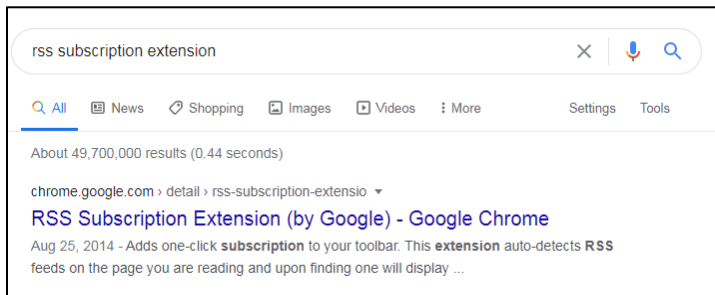 rss subscription extension
All News Shopping Images Videos More Settings Tools
About 49,700,000 results (0.44 seconds)
chrome.google.com › detail › rss-subscription-extensio
RSS Subscription Extension (by Google) - Google Chrome
Aug 25, 2014 - Adds one-click subscription to your toolbar. This extension auto-detects RSS
feeds on the page you are reading and upon finding one will display ...